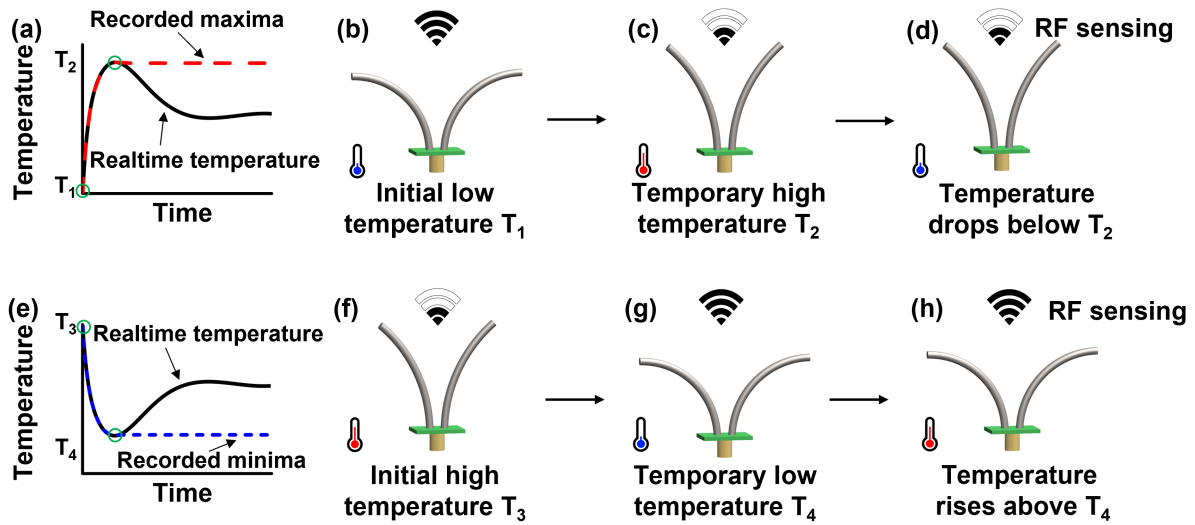 (a)
Temperature
T2
T1
Recorded maxima
Realtime temperature
Time
(b)
Initial low
temperature T1
(c)
Temporary high
temperature T2
(d)
RF sensing
Temperature
drops below T2
(e)
Temperature
T3
T4
Realtime temperature
Recorded minima
Time
(f)
Initial high
temperature T3
(g)
Temporary low
temperature T4
(h)
RF sensing
Temperature
rises above T4